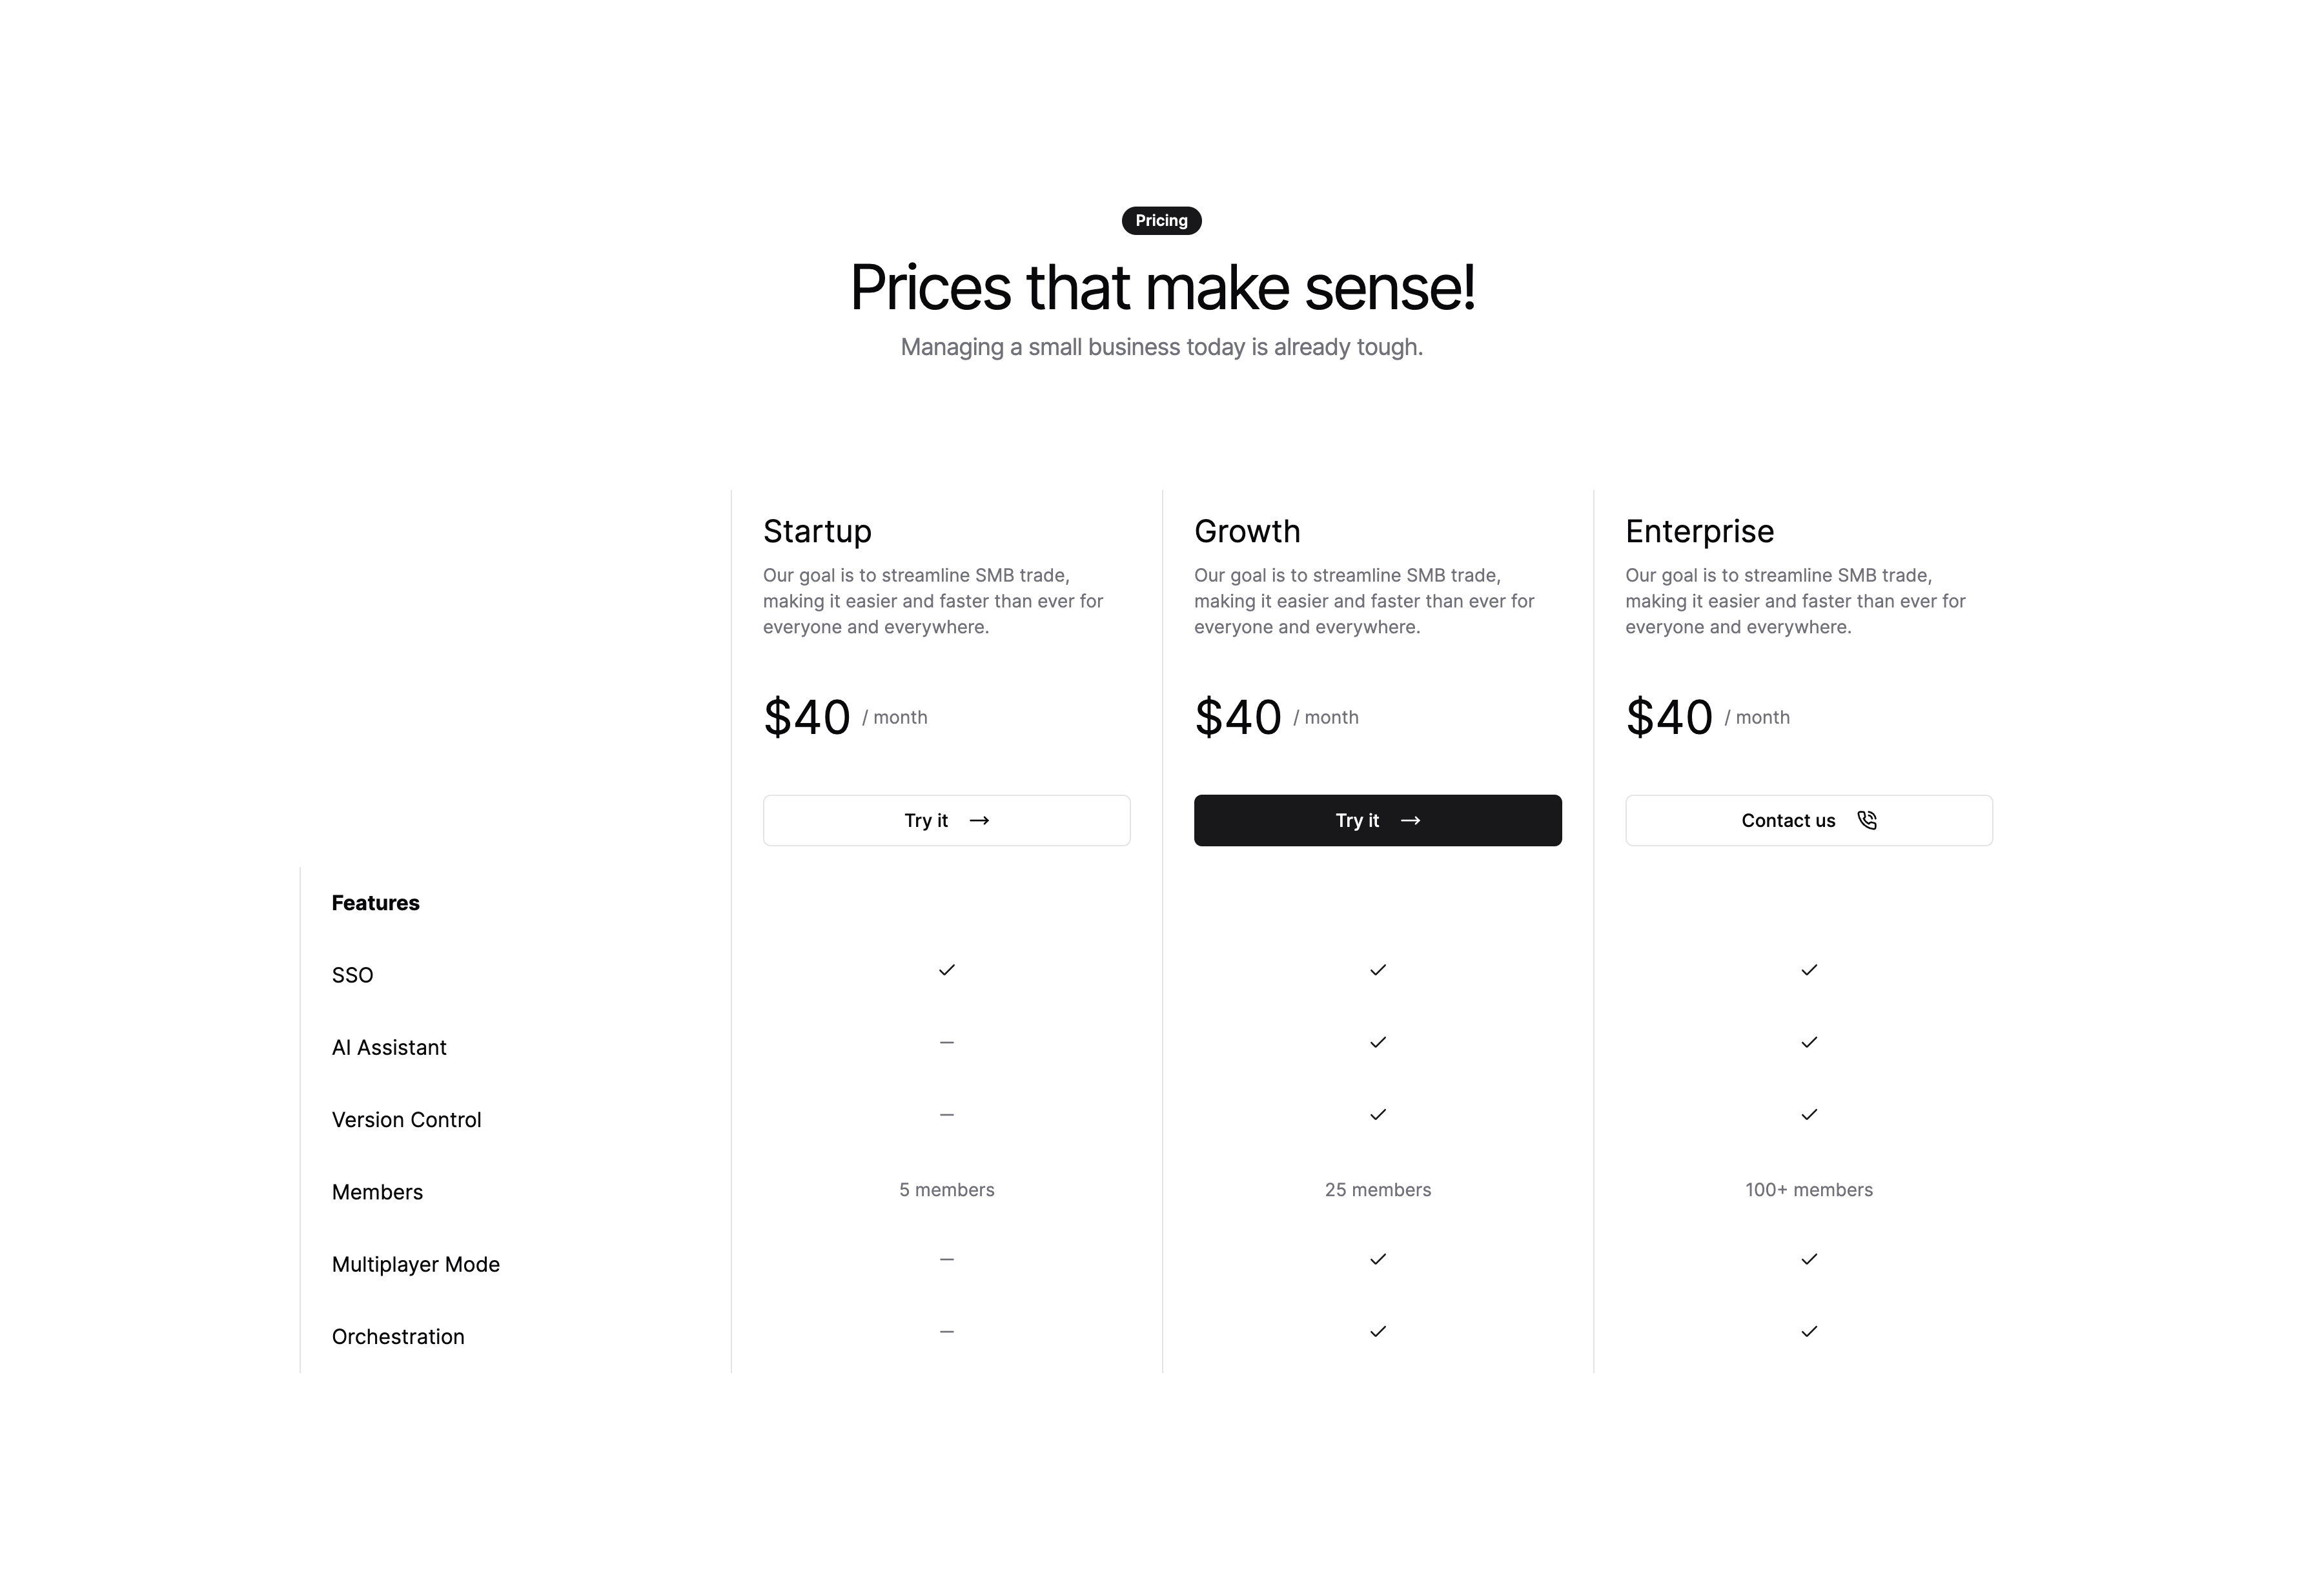 Pricing
Prices that make sense!
Managing a small business today is already tough.
Startup
Our goal is to streamline SMB trade,
making it easier and faster than ever for
everyone and everywhere.
$40 / month
Try it
Growth
Our goal is to streamline SMB trade,
making it easier and faster than ever for
everyone and everywhere.
$40 / month
Try it
Enterprise
Our goal is to streamline SMB trade,
making it easier and faster than ever for
everyone and everywhere.
$40 / month
Contact us
Features
SSO
AI Assistant
Version Control
Members 5 members 25 members 100+ members
Multiplayer Mode
Orchestration